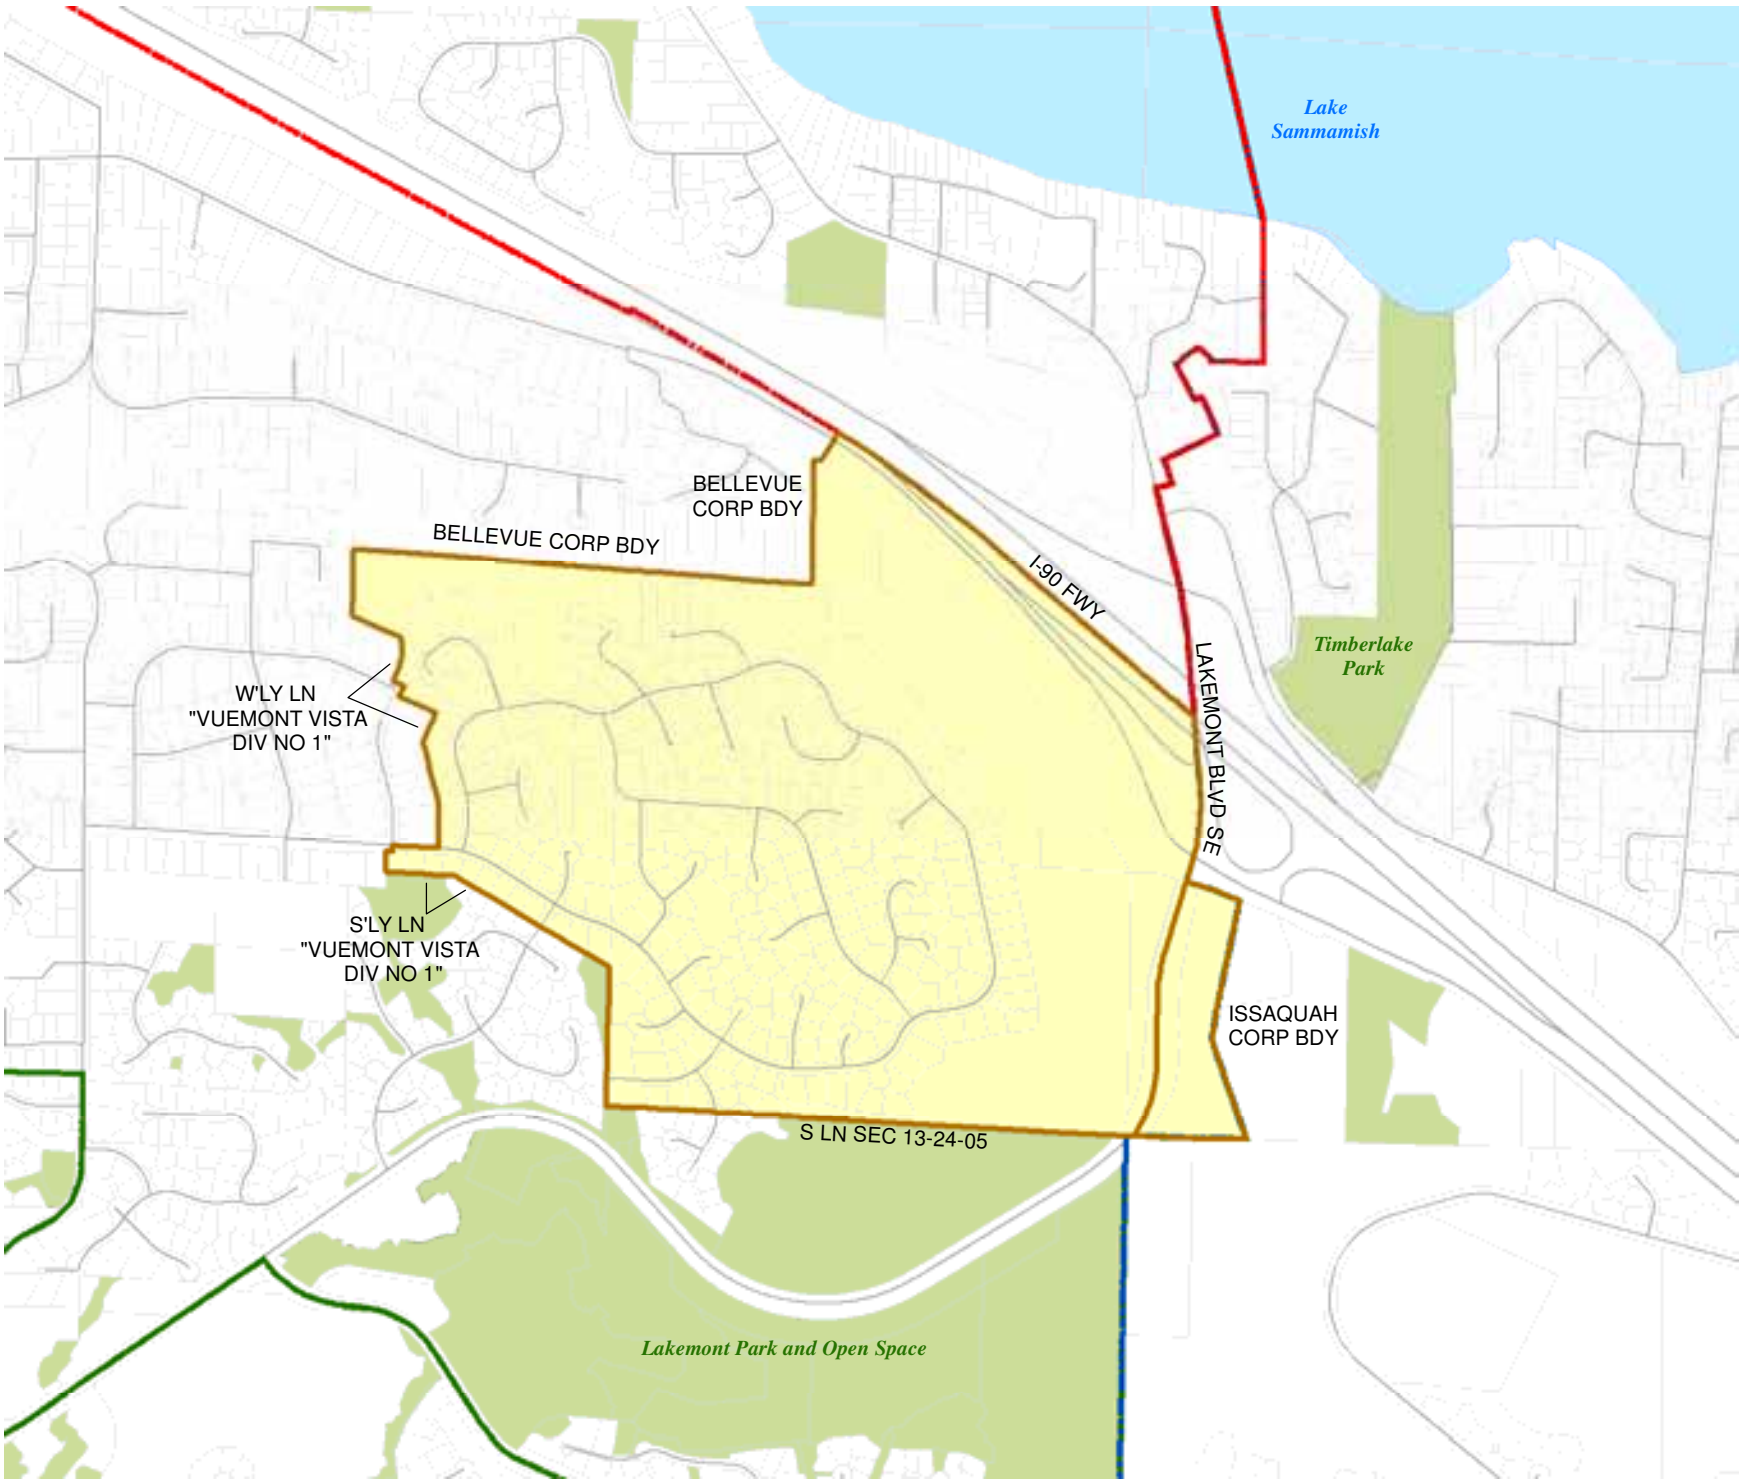 Lake
Sammamish
BELLEVUE
CORP BDY
BELLEVUE CORP BDY
I-90 FWY
LAKEMONT BLVD SE
Timberlake
Park
W'LY LN
"VUEMONT VISTA
DIV NO 1"
S'LY LN
"VUEMONT VISTA
DIV NO 1"
ISSAQUAH
CORP BDY
S LN SEC 13-24-05
Lakemont Park and Open Space